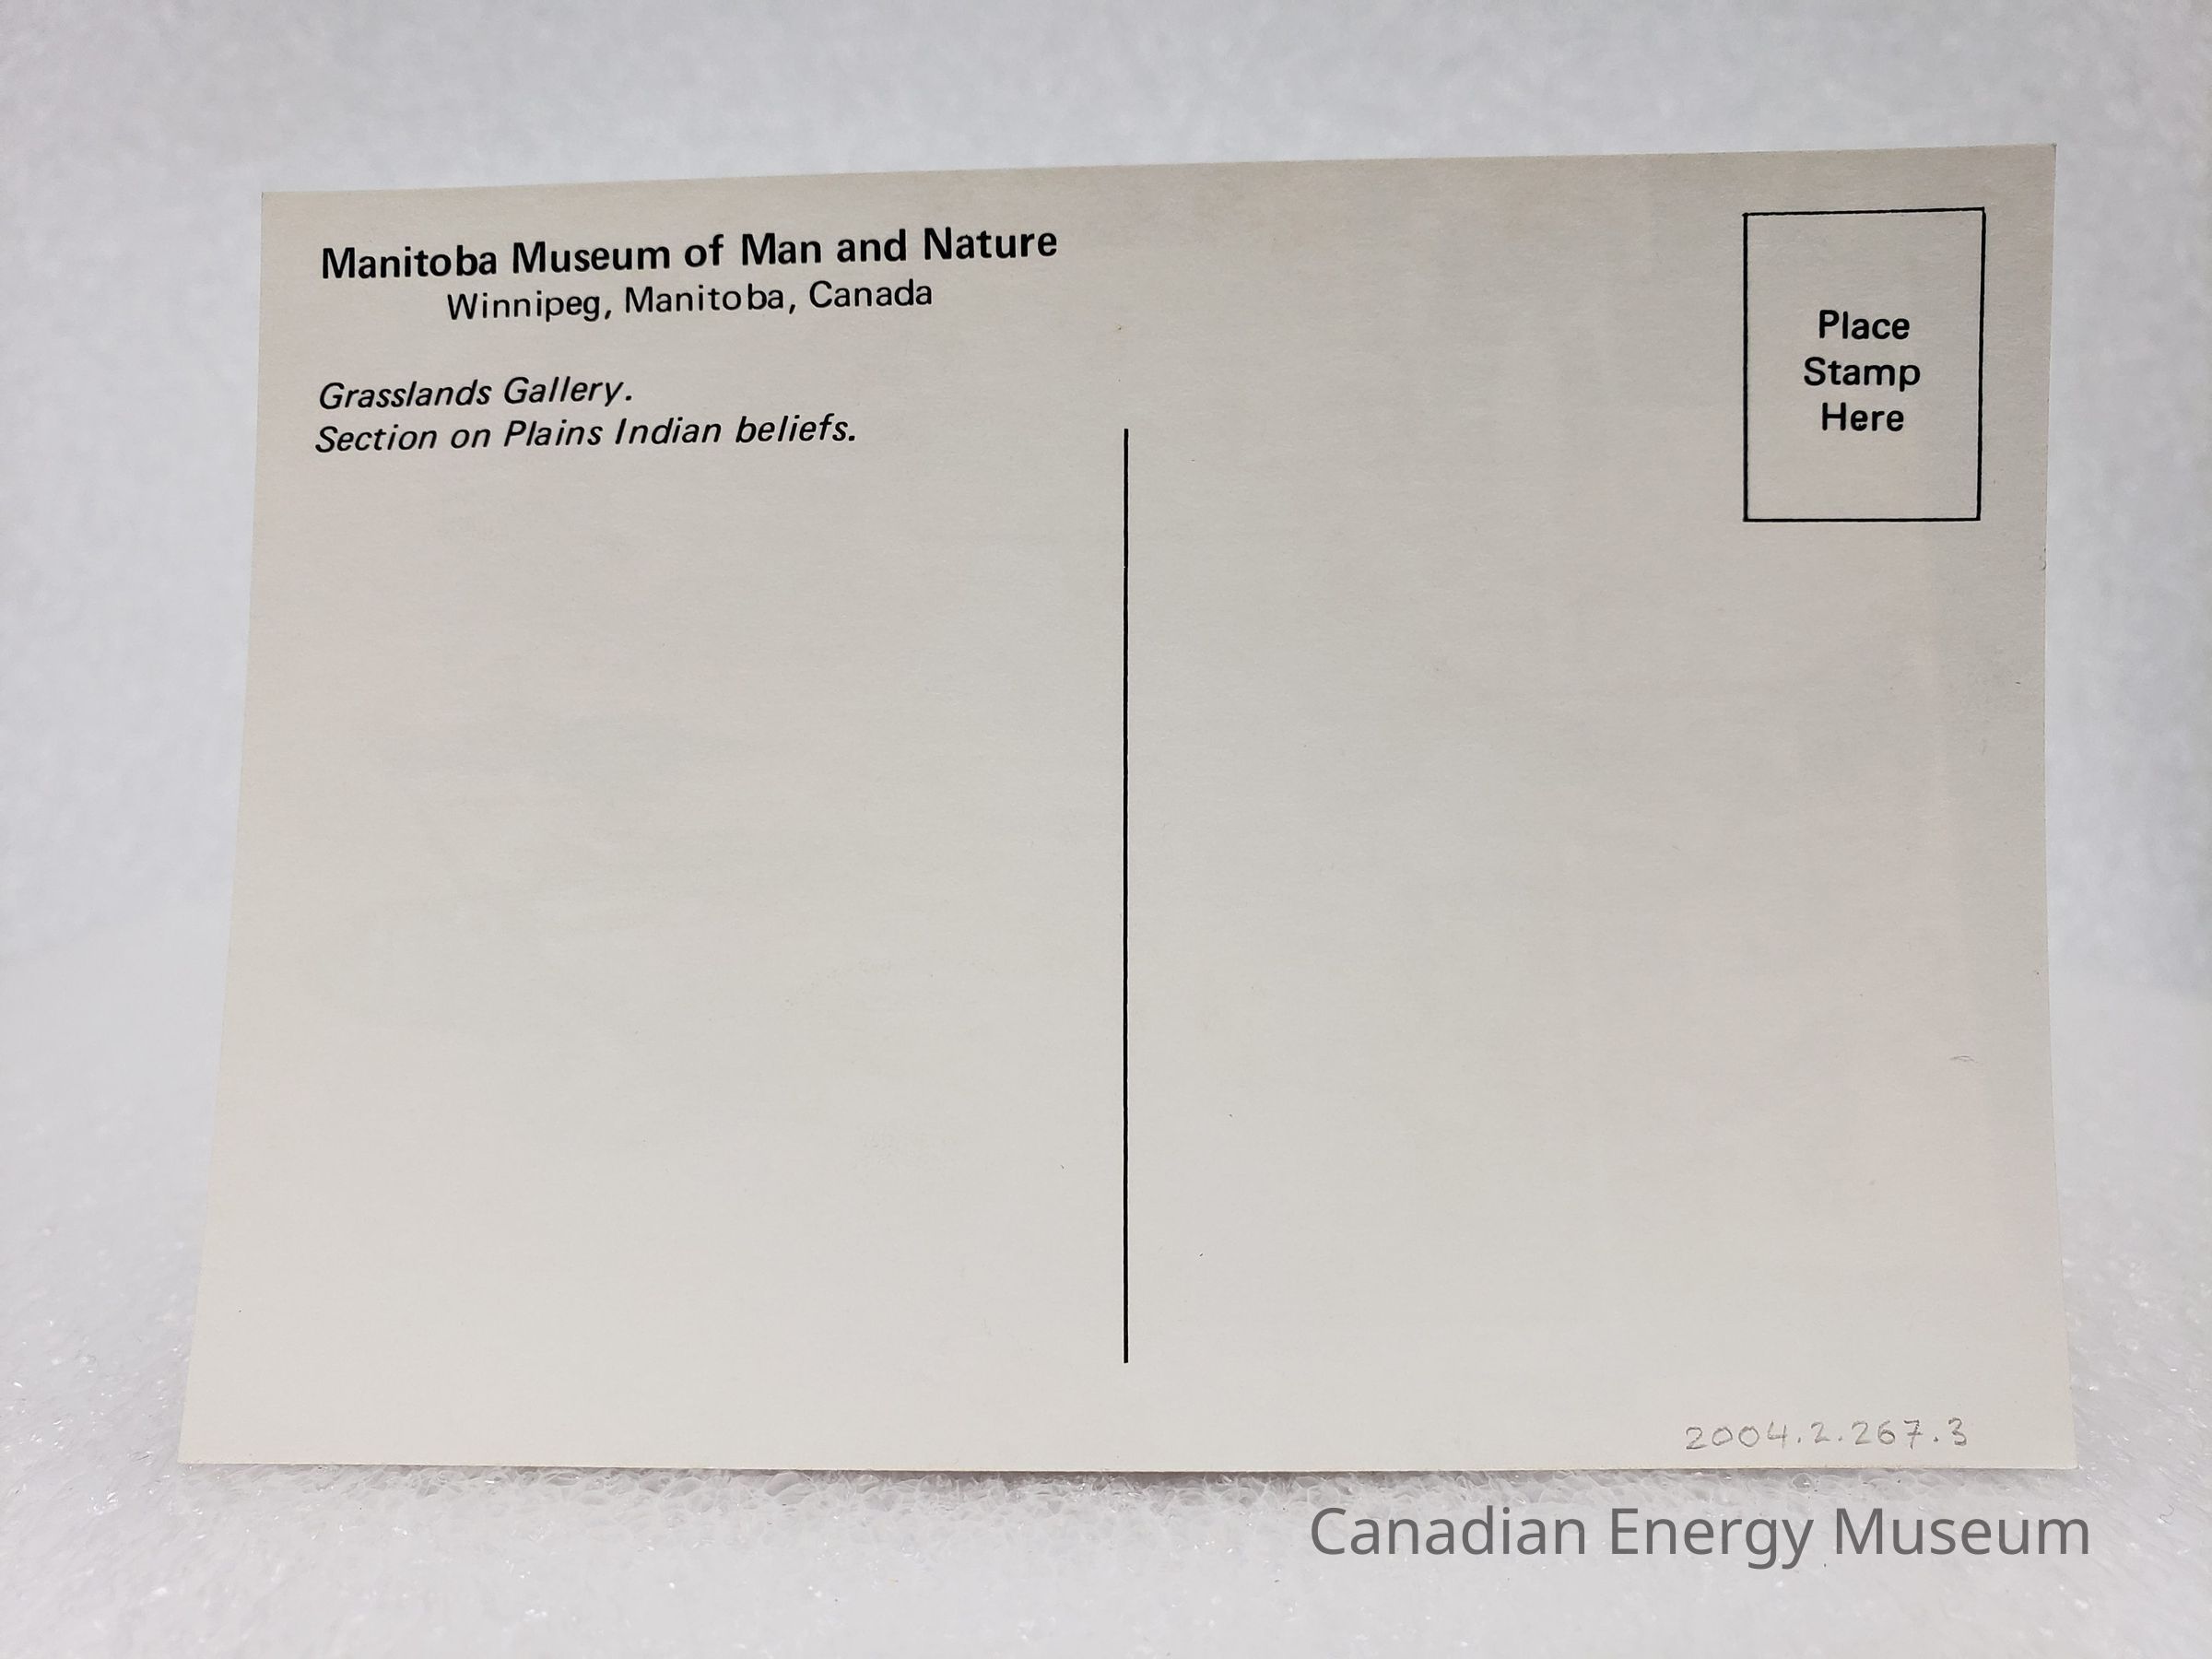 Manitoba Museum of Man and Nature
Winnipeg, Manitoba, Canada
Grasslands Gallery.
Section on Plains Indian beliefs.
Place
Stamp
Here
2004.2.267.3
Canadian Energy Museum